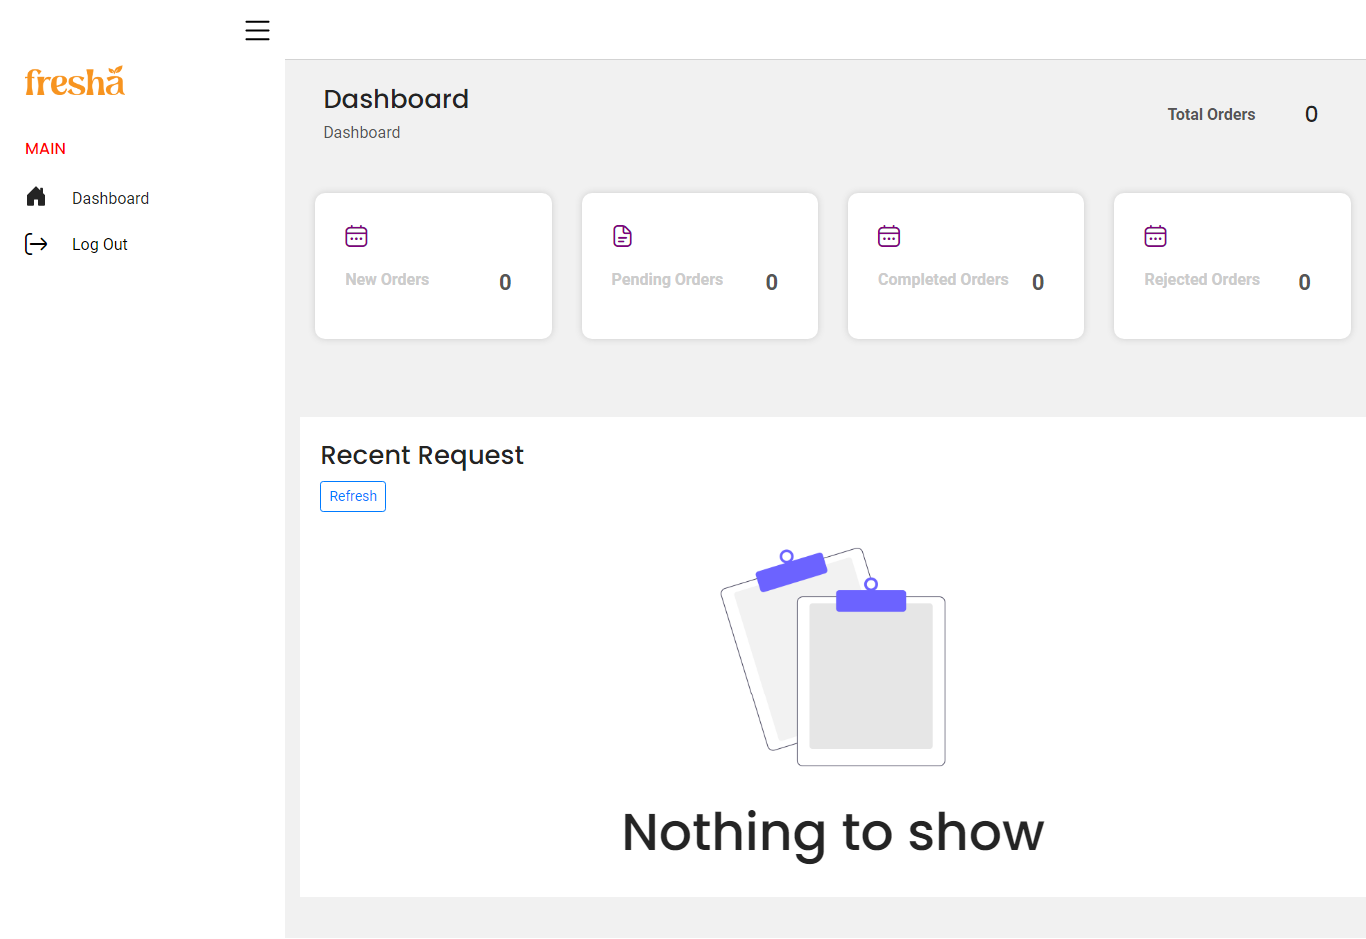 fresha
MAIN
Dashboard
Log Out
Dashboard
Dashboard
Total Orders 0
New Orders 0
Pending Orders 0
Completed Orders 0
Rejected Orders 0
Recent Request
Refresh
Nothing to show